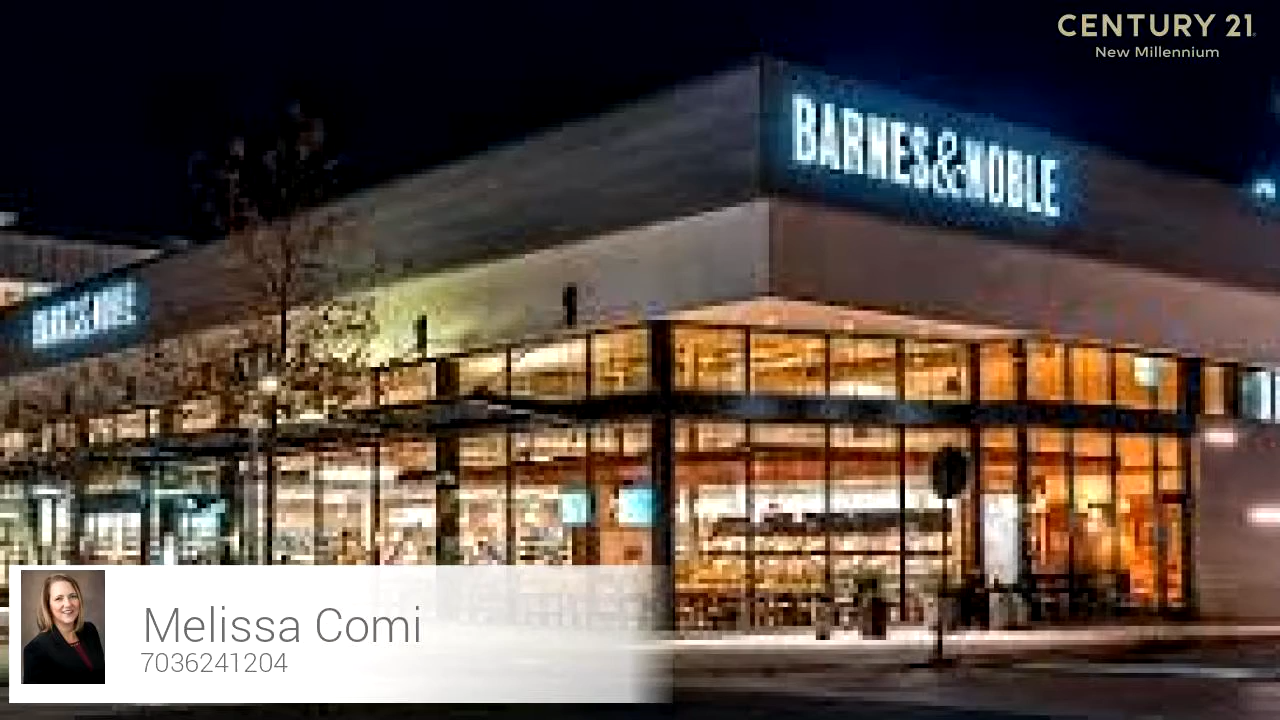 CENTURY 21
New Millennium
BARNES&NOBLE
BARNES&NOBLE
Melissa Comi
7036241204